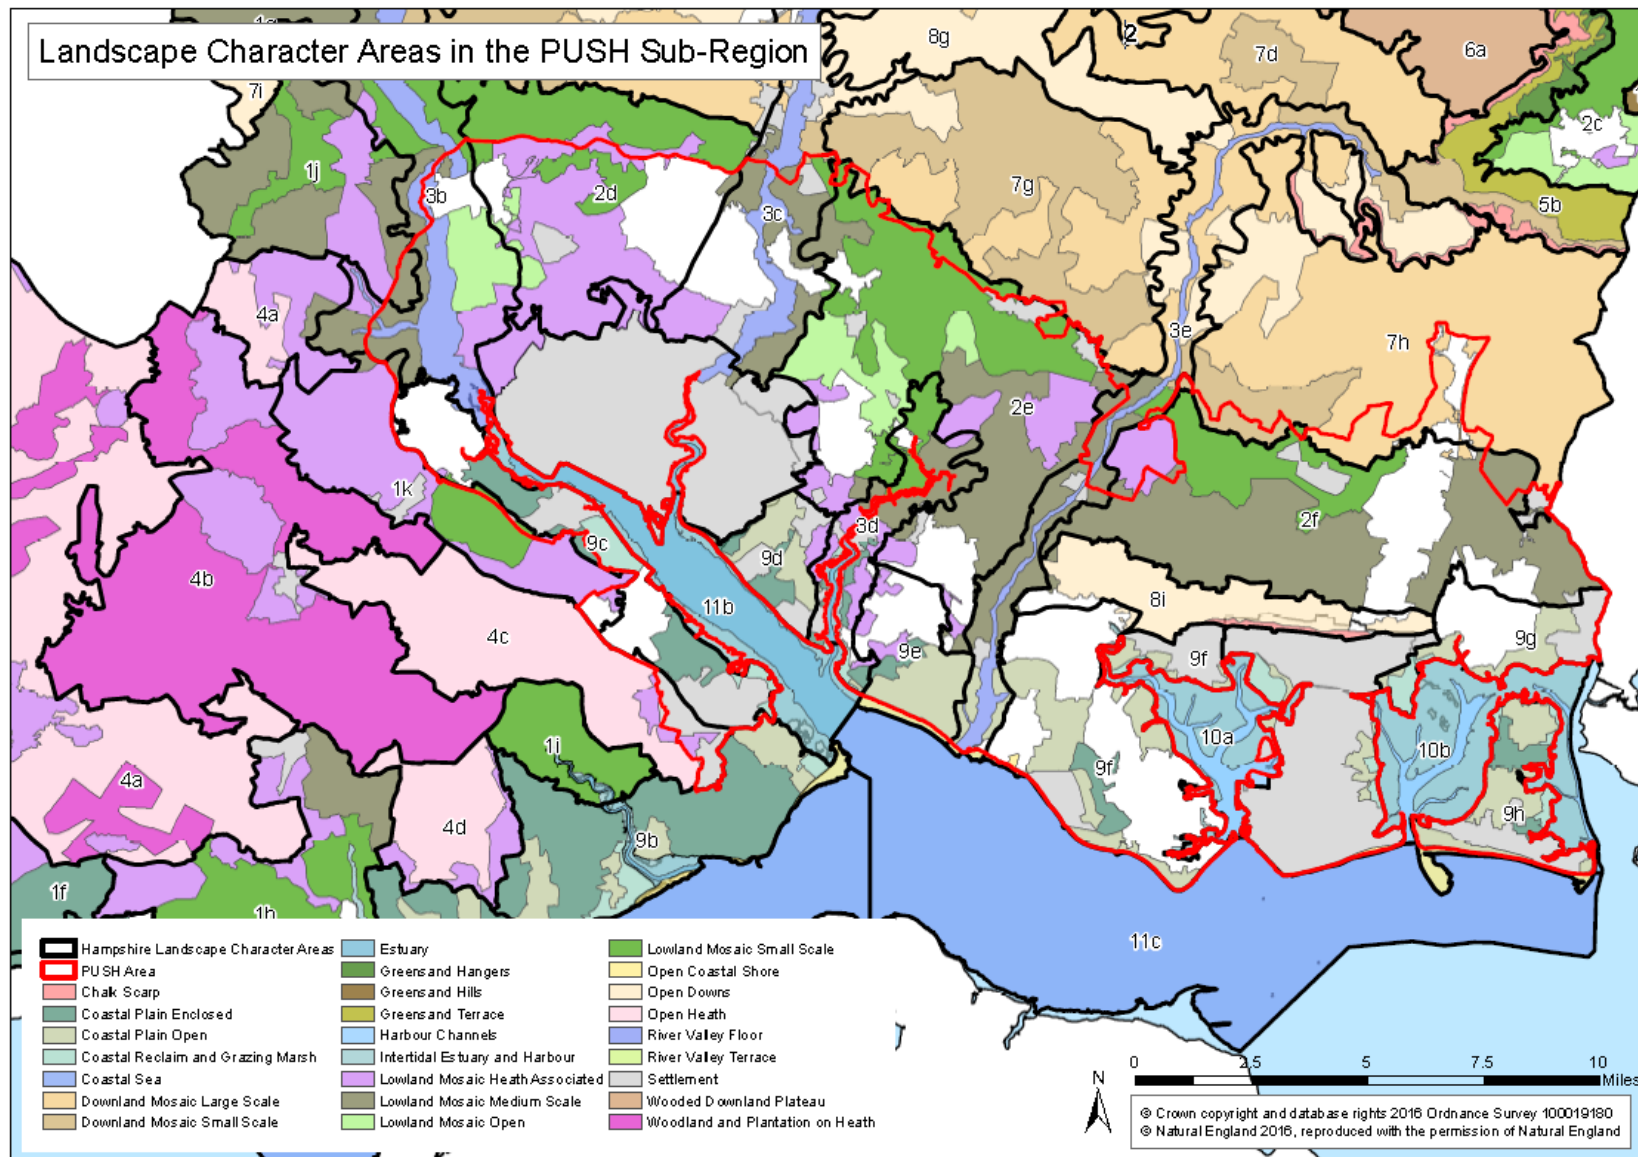 Landscape Character Areas in the PUSH Sub-Region
8g
2
7d
6a
7i
2c
1j
3b
2d
3c
7g
5b
4a
3e
7h
2e
1k
3d
2f
9c
9d
4b
11b
8i
4c
9e
9f
9g
1i
10a
10b
4a
9f
4d
9b
9h
1f
1h
11c
Hampshire Landscape Character Areas
PUSH Area
Chalk Scarp
Coastal Plain Enclosed
Coastal Plain Open
Coastal Reclaim and Grazing Marsh
Coastal Sea
Downland Mosaic Large Scale
Downland Mosaic Small Scale
Estuary
Greensand Hangers
Greensand Hills
Greensand Terrace
Harbour Channels
Intertidal Estuary and Harbour
Lowland Mosaic Heath Associated
Lowland Mosaic Medium Scale
Lowland Mosaic Open
Lowland Mosaic Small Scale
Open Coastal Shore
Open Downs
Open Heath
River Valley Floor
River Valley Terrace
Settlement
Wooded Downland Plateau
Woodland and Plantation on Heath
N
0 2.5 5 7.5 10
Miles
© Crown copyright and database rights 2016 Ordnance Survey 100019180
© Natural England 2016, reproduced with the permission of Natural England